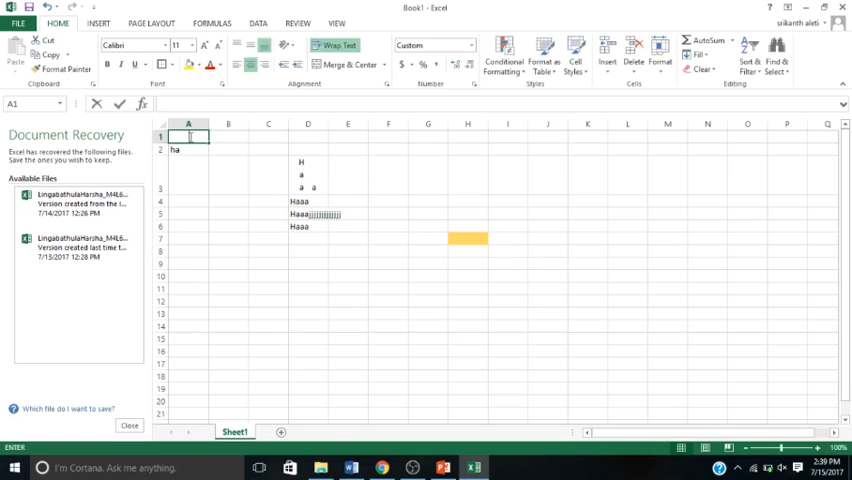 Book1 - Excel
FILE HOME INSERT PAGE LAYOUT FORMULAS DATA REVIEW VIEW srikanth aleti
Cut
Copy
Format Painter
Paste
Clipboard
Calibri 11
B I U
Font
Wrap Text
Merge & Center
Alignment
Custom
$ % ,
Number
Conditional Formatting
Format as Table
Cell Styles
Styles
Insert Delete Format
Cells
AutoSum
Fill
Clear
Sort & Filter
Find & Select
Editing
A1 fx
Document Recovery
Excel has recovered the following files.
Save the ones you wish to keep.
Available Files
LingabathulaHarsha_M4L6...
Version created from the l...
7/14/2017 12:26 PM
LingabathulaHarsha_M4L6...
Version created last time t...
7/13/2017 12:28 PM
Which file do I want to save?
Close
A B C D E F G H I J K L M N O P Q
1
2 ha
H
a
3 a a
4 Haaa
5 Haaajjjjjjjjjjjjj
6 Haaa
7
8
9
10
11
12
13
14
15
16
17
18
19
20
21
Sheet1
ENTER 100%
I'm Cortana. Ask me anything.
2:39 PM
7/15/2017